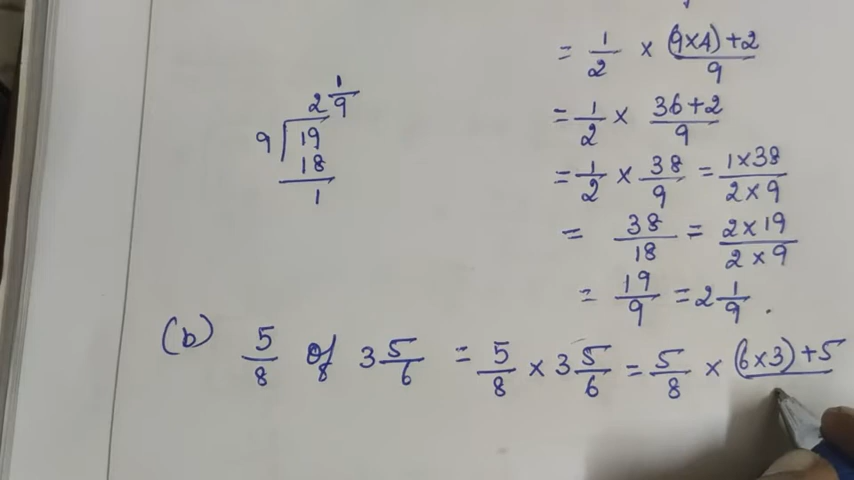 = 1/2 × (9×4)+2/9
= 1/2 × 36+2/9
= 1/2 × 38/9 = 1×38/2×9
= 38/18 = 2×19/2×9
= 19/9 = 2 1/9 .
2 1/9
9 19
18
1
(b) 5/8 of 3 5/6 = 5/8 × 3 5/6 = 5/8 × (6×3)+5